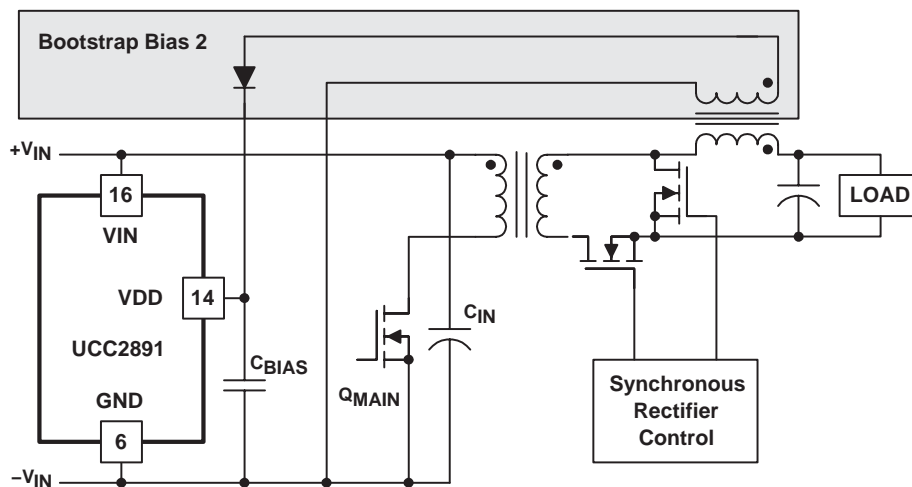 Bootstrap Bias 2
+VIN
16
VIN
VDD
14
UCC2891
GND
6
CBIAS
−VIN
QMAIN
CIN
LOAD
Synchronous
Rectifier
Control